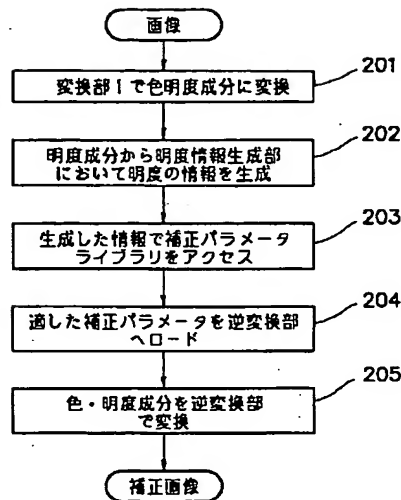 画像
変換部Iで色明度成分に変換
201
明度成分から明度情報生成部
において明度の情報を生成
202
生成した情報で補正パラメータ
ライブラリをアクセス
203
適した補正パラメータを逆変換部
へロード
204
色・明度成分を逆変換部
で変換
205
補正画像